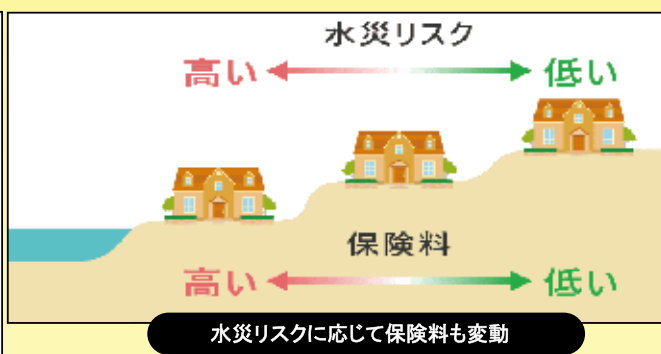 水災リスク
高い 低い
保険料
高い 低い
水災リスクに応じて保険料も変動